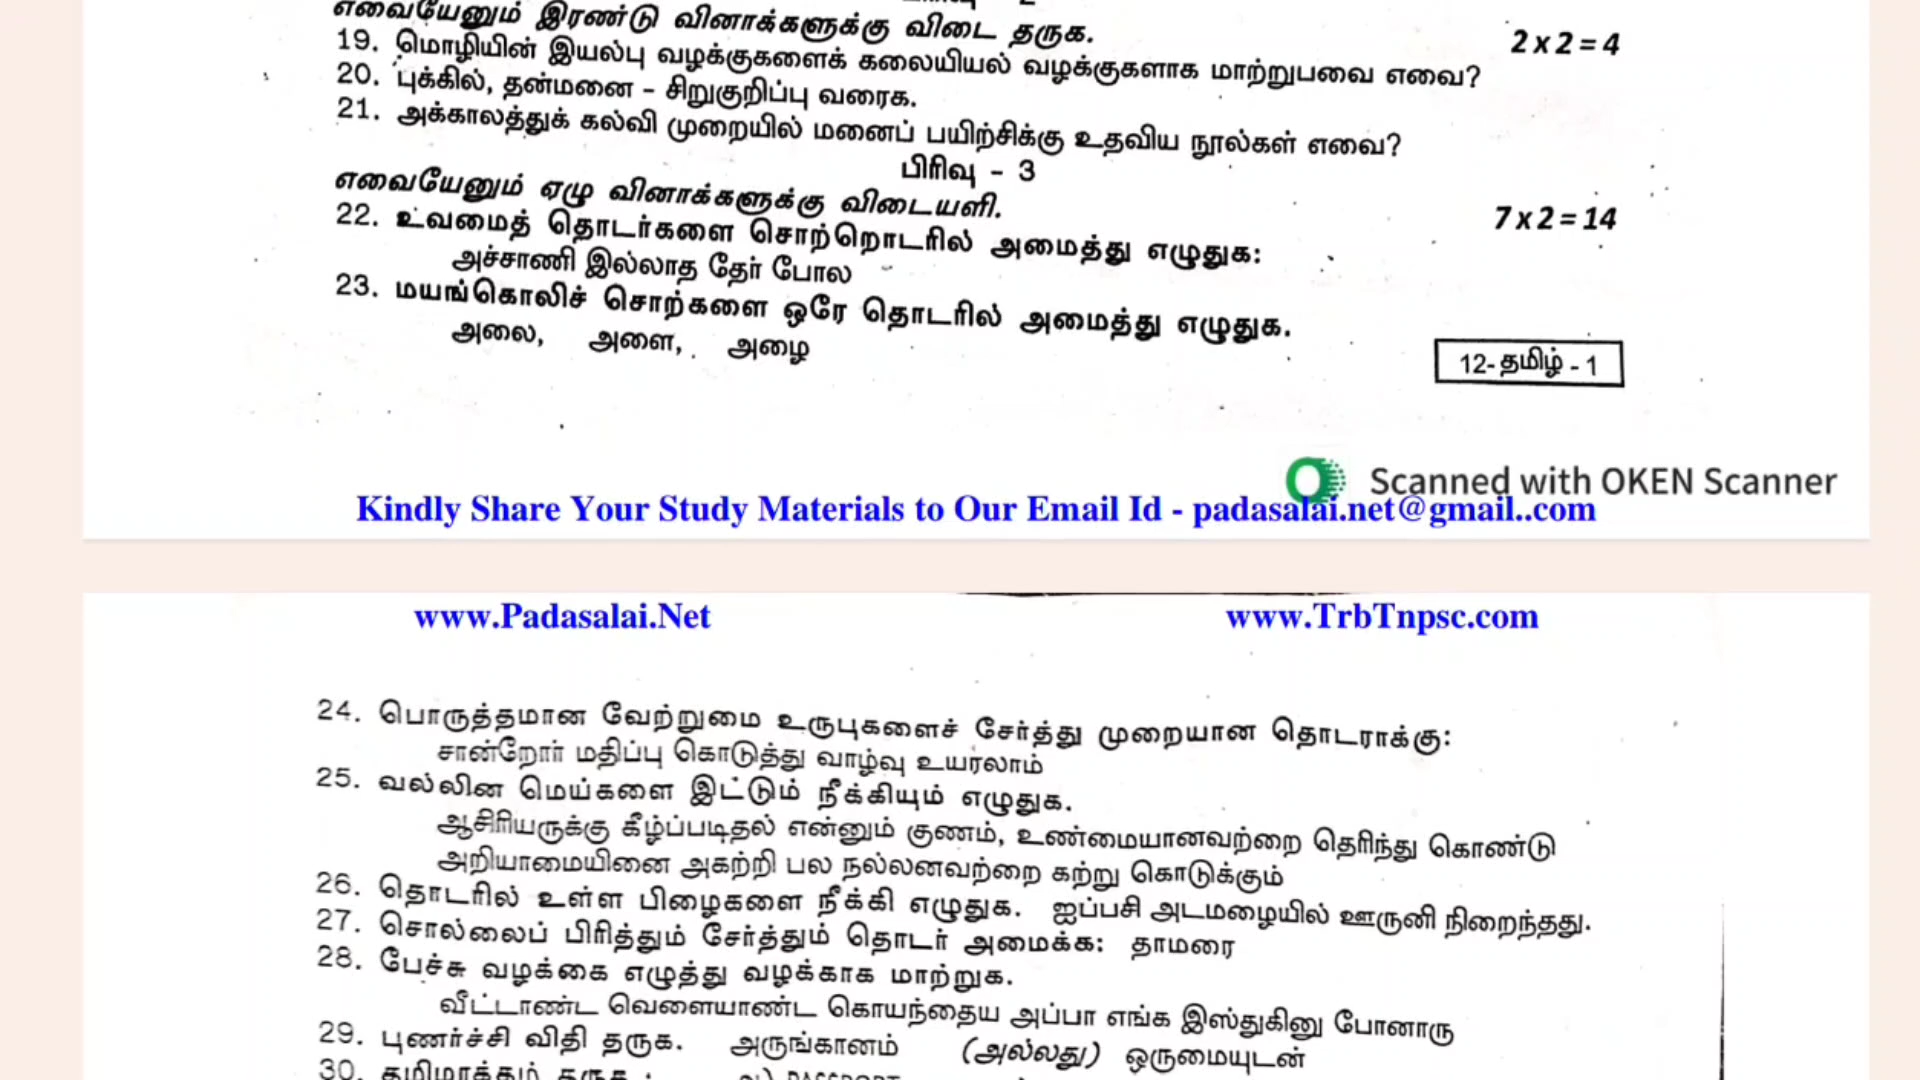 எவையேனும் இரண்டு வினாக்களுக்கு விடை தருக. 2 x 2 = 4
19. மொழியின் இயல்பு வழக்குகளைக் கலையியல் வழக்குகளாக மாற்றுபவை எவை?
20. புக்கில், தன்மனை – சிறுகுறிப்பு வரைக.
21. அக்காலத்துக் கல்வி முறையில் மனைப் பயிற்சிக்கு உதவிய நூல்கள் எவை?
பிரிவு - 3
எவையேனும் ஏழு வினாக்களுக்கு விடையளி. 7 x 2 = 14
22. உவமைத் தொடர்களை சொற்றொடரில் அமைத்து எழுதுக:
அச்சாணி இல்லாத தேர் போல
23. மயங்கொலிச் சொற்களை ஒரே தொடரில் அமைத்து எழுதுக.
அலை, அளை, அழை
12-தமிழ் - 1
Scanned with OKEN Scanner
Kindly Share Your Study Materials to Our Email Id - padasalai.net@gmail..com
www.Padasalai.Net www.TrbTnpsc.com
24. பொருத்தமான வேற்றுமை உருபுகளைச் சேர்த்து முறையான தொடராக்கு:
சான்றோர் மதிப்பு கொடுத்து வாழ்வு உயரலாம்
25. வல்லின மெய்களை இட்டும் நீக்கியும் எழுதுக.
ஆசிரியருக்கு கீழ்ப்படிதல் என்னும் குணம், உண்மையானவற்றை தெரிந்து கொண்டு
அறியாமையினை அகற்றி பல நல்லனவற்றை கற்று கொடுக்கும்
26. தொடரில் உள்ள பிழைகளை நீக்கி எழுதுக. ஐப்பசி அடமழையில் ஊருனி நிறைந்தது.
27. சொல்லைப் பிரித்தும் சேர்த்தும் தொடர் அமைக்க: தாமரை
28. பேச்சு வழக்கை எழுத்து வழக்காக மாற்றுக.
வீட்டாண்ட வெளையாண்ட கொயந்தைய அப்பா எங்க இஸ்துகினு போனாரு
29. புணர்ச்சி விதி தருக. அருங்கானம் (அல்லது) ஒருமையுடன்
30. தமிழாக்கம் தருக :